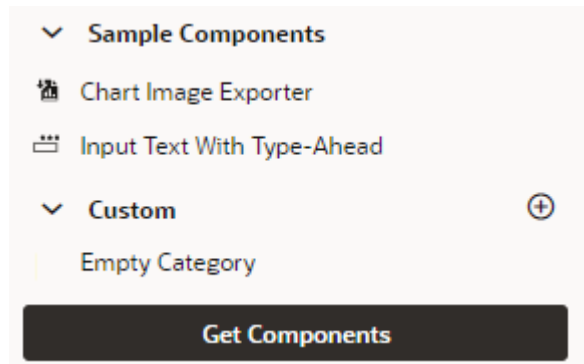 Sample Components
Chart Image Exporter
Input Text With Type-Ahead
Custom
Empty Category
Get Components